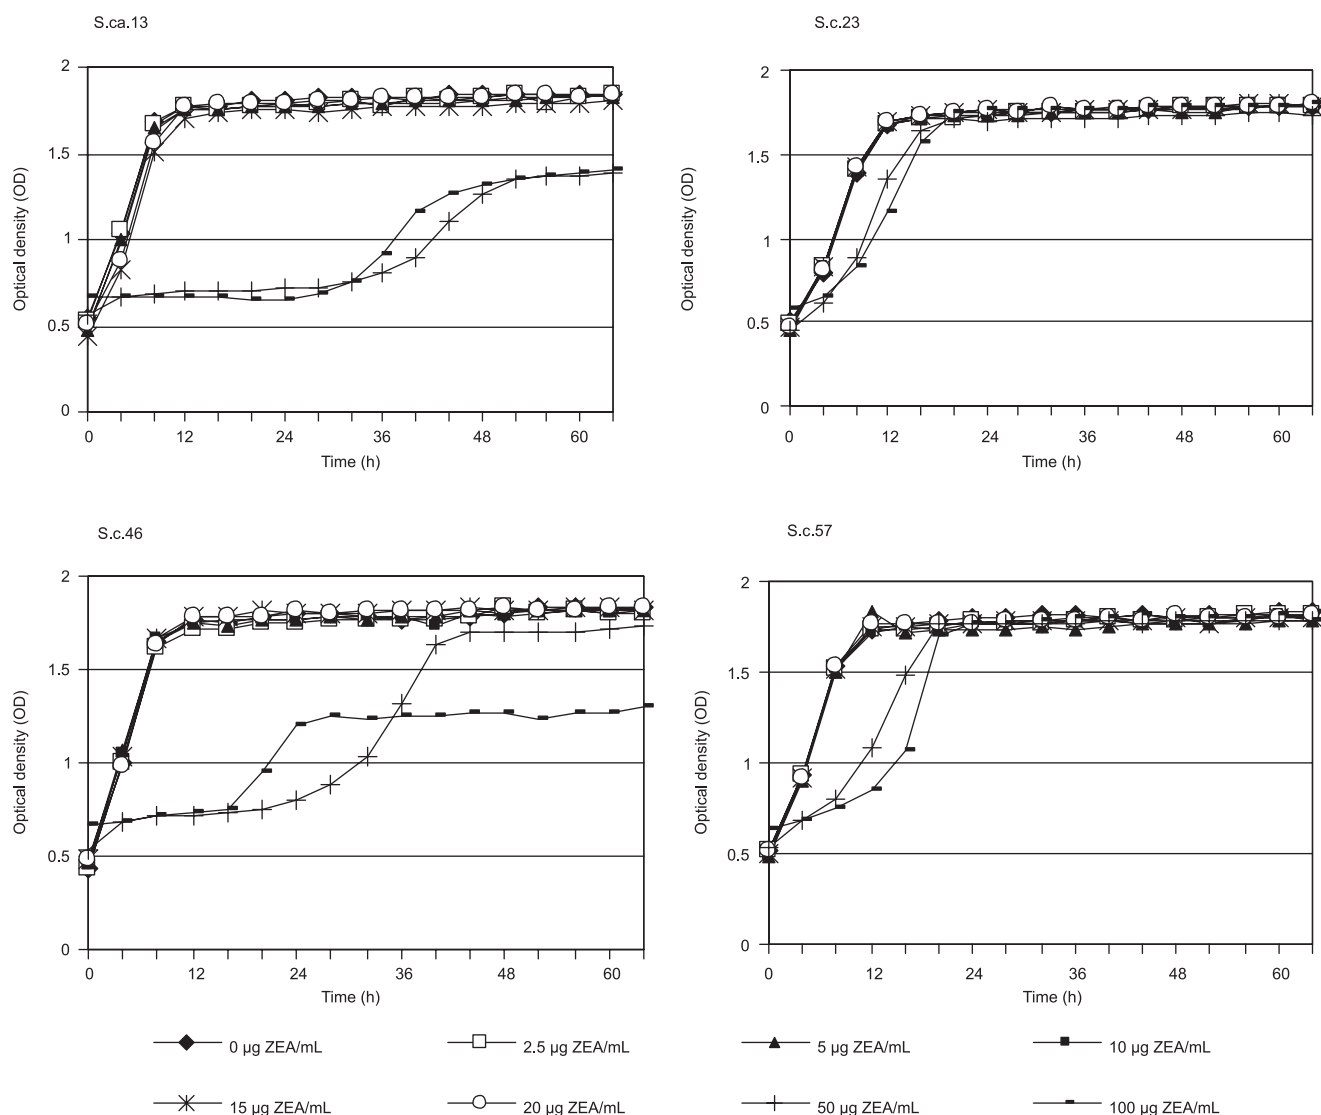 S.ca.13
2
1.5
1
0.5
0
Optical density (OD)
0 12 24 36 48 60
Time (h)
S.c.23
2
1.5
1
0.5
0
Optical density (OD)
0 12 24 36 48 60
Time (h)
S.c.46
2
1.5
1
0.5
0
Optical density (OD)
0 12 24 36 48 60
Time (h)
S.c.57
2
1.5
1
0.5
0
Optical density (OD)
0 12 24 36 48 60
Time (h)
0 µg ZEA/mL
2.5 µg ZEA/mL
5 µg ZEA/mL
10 µg ZEA/mL
15 µg ZEA/mL
20 µg ZEA/mL
50 µg ZEA/mL
100 µg ZEA/mL